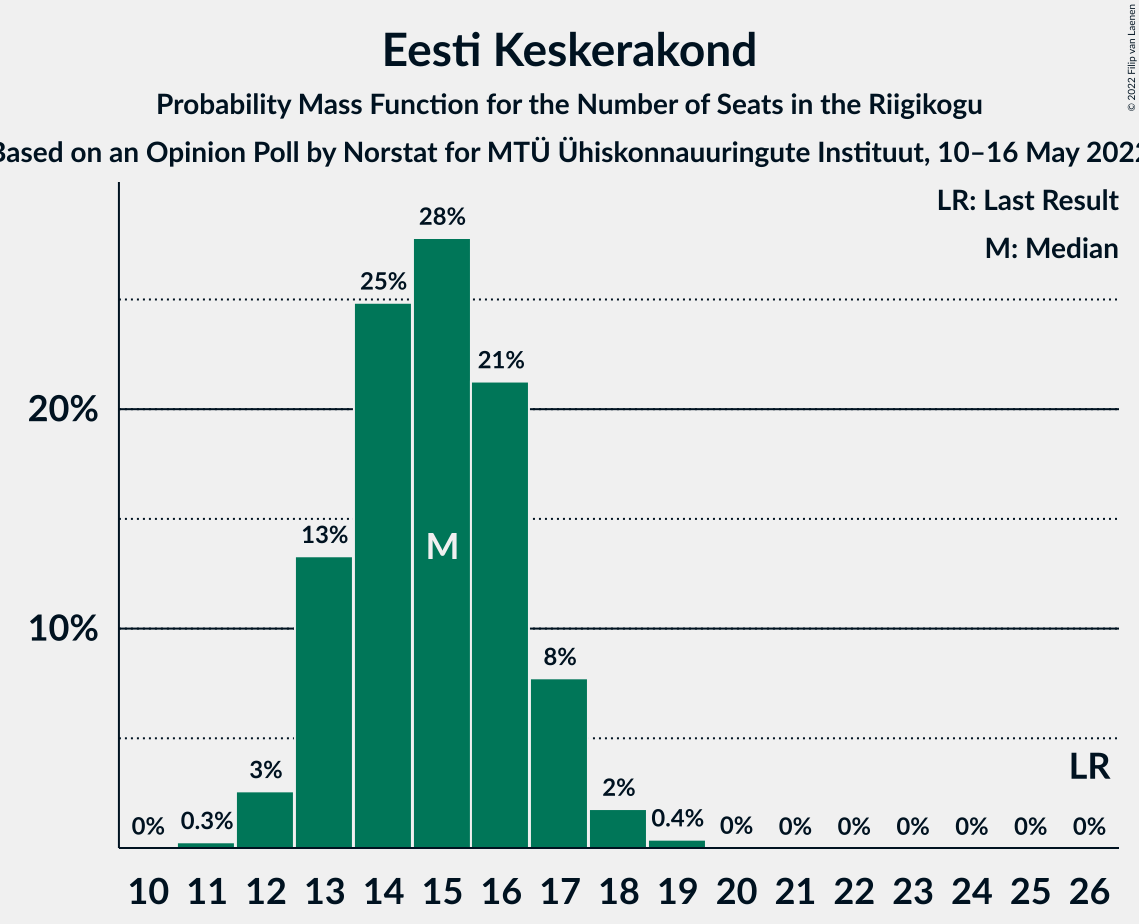 Eesti Keskerakond
Probability Mass Function for the Number of Seats in the Riigikogu
Based on an Opinion Poll by Norstat for MTÜ Ühiskonnauuringute Instituut, 10–16 May 2022
© 2022 Filip van Laenen
LR: Last Result
M: Median
28%
25%
21%
20%
13%
M
10%
8%
3%
2%
LR
0% 0.3% 0.4% 0% 0% 0% 0% 0% 0% 0%
10 11 12 13 14 15 16 17 18 19 20 21 22 23 24 25 26